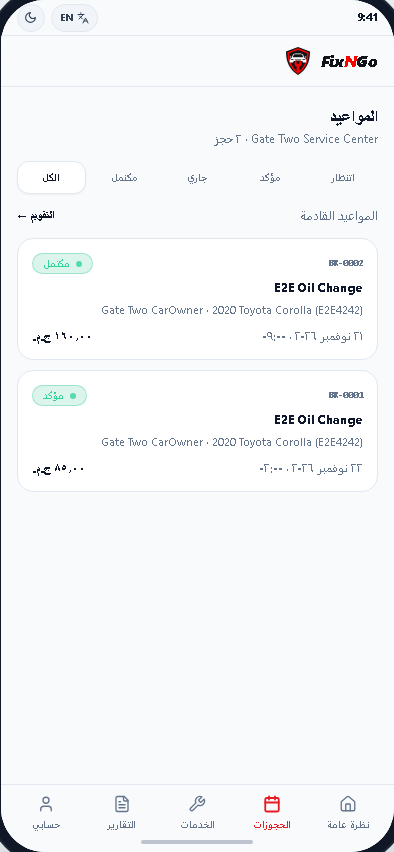 9:41
EN
FixNGo
المواعيد
Gate Two Service Center · ٢ حجز
الكل
مكتمل
جاري
مؤكد
انتظار
المواعيد القادمة
التقويم ←
BK-0002
مكتمل
E2E Oil Change
Gate Two CarOwner · 2020 Toyota Corolla (E2E4242)
٢١ نوفمبر ٢٠٢٦ · ٠٩:٠٠
١٦٠٫٠٠ ج.م.
BK-0001
مؤكد
E2E Oil Change
Gate Two CarOwner · 2020 Toyota Corolla (E2E4242)
٢٢ نوفمبر ٢٠٢٦ · ٠٢:٠٠
٨٥٫٠٠ ج.م.
نظرة عامة
الحجوزات
الخدمات
التقارير
حسابي